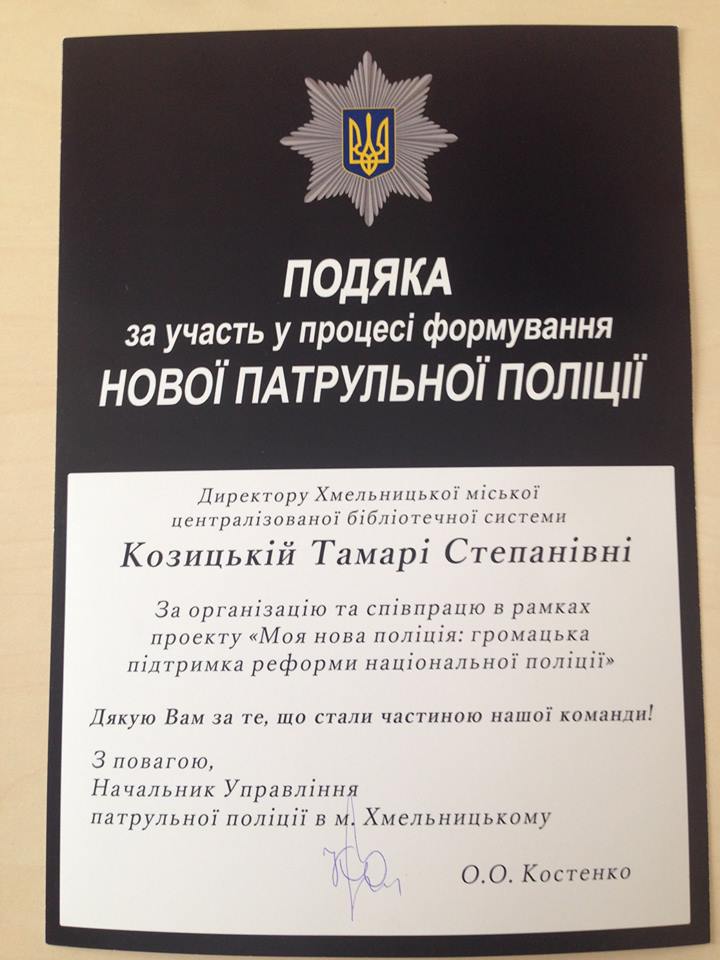 ПОДЯКА
за участь у процесі формування
НОВОЇ ПАТРУЛЬНОЇ ПОЛІЦІЇ
Директору Хмельницької міської
централізованої бібліотечної системи
Козицькій Тамарі Степанівні
За організацію та співпрацю в рамках
проекту «Моя нова поліція: громацька
підтримка реформи національної поліції»
Дякую Вам за те, що стали частиною нашої команди!
З повагою,
Начальник Управління
патрульної поліції в м. Хмельницькому
О.О. Костенко